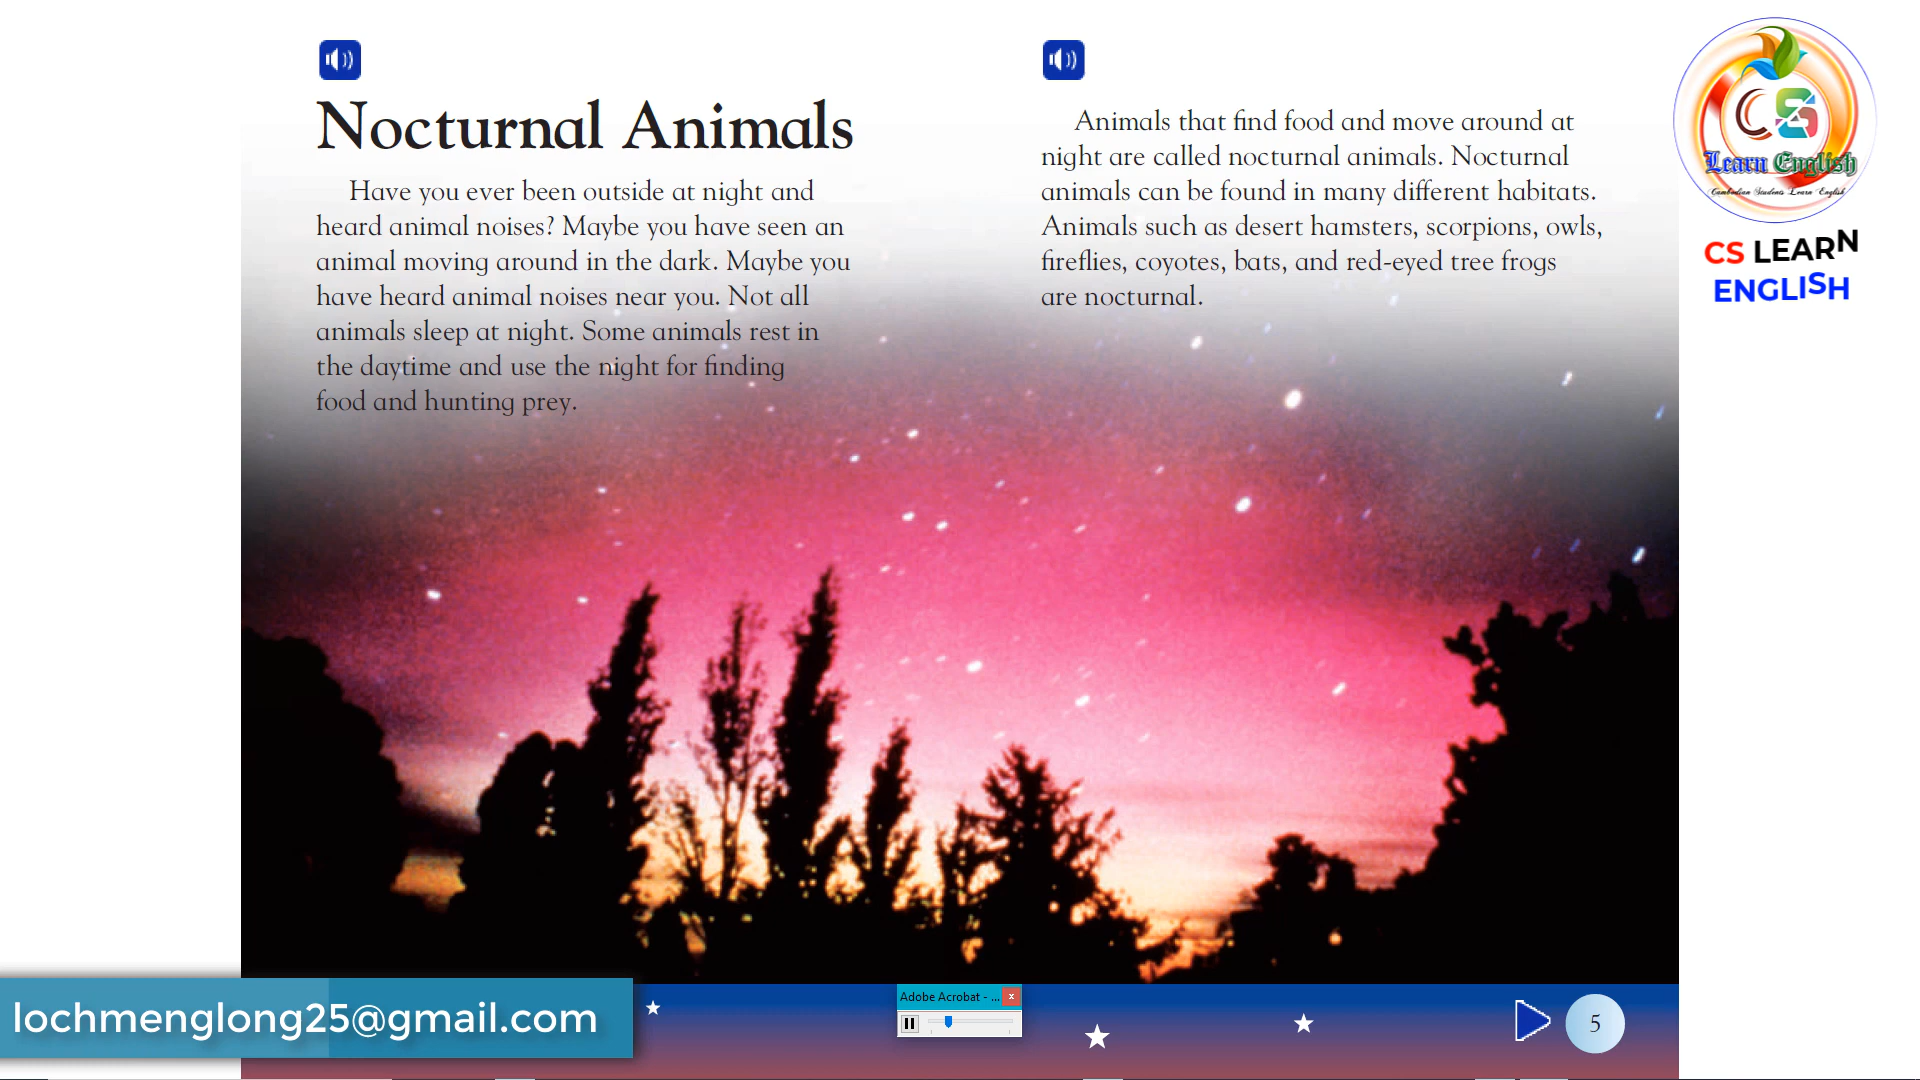 Nocturnal Animals
Have you ever been outside at night and
heard animal noises? Maybe you have seen an
animal moving around in the dark. Maybe you
have heard animal noises near you. Not all
animals sleep at night. Some animals rest in
the daytime and use the night for finding
food and hunting prey.
Animals that find food and move around at
night are called nocturnal animals. Nocturnal
animals can be found in many different habitats.
Animals such as desert hamsters, scorpions, owls,
fireflies, coyotes, bats, and red-eyed tree frogs
are nocturnal.
CS
Learn English
Cambodian Students Learn English
CS LEARN
ENGLISH
lochmenglong25@gmail.com
Adobe Acrobat - ...
5